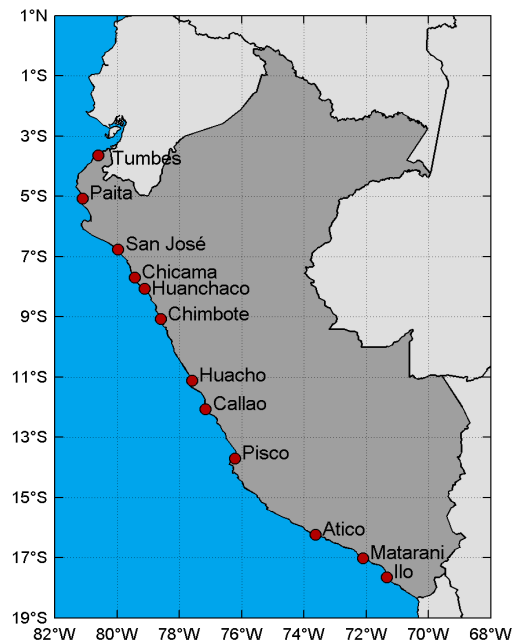 1°N
1°S
3°S
Tumbes
5°S
Paita
San José
7°S
Chicama
Huanchaco
9°S
Chimbote
11°S
Huacho
Callao
13°S
Pisco
15°S
Atico
17°S
Matarani
Ilo
19°S
82°W 80°W 78°W 76°W 74°W 72°W 70°W 68°W